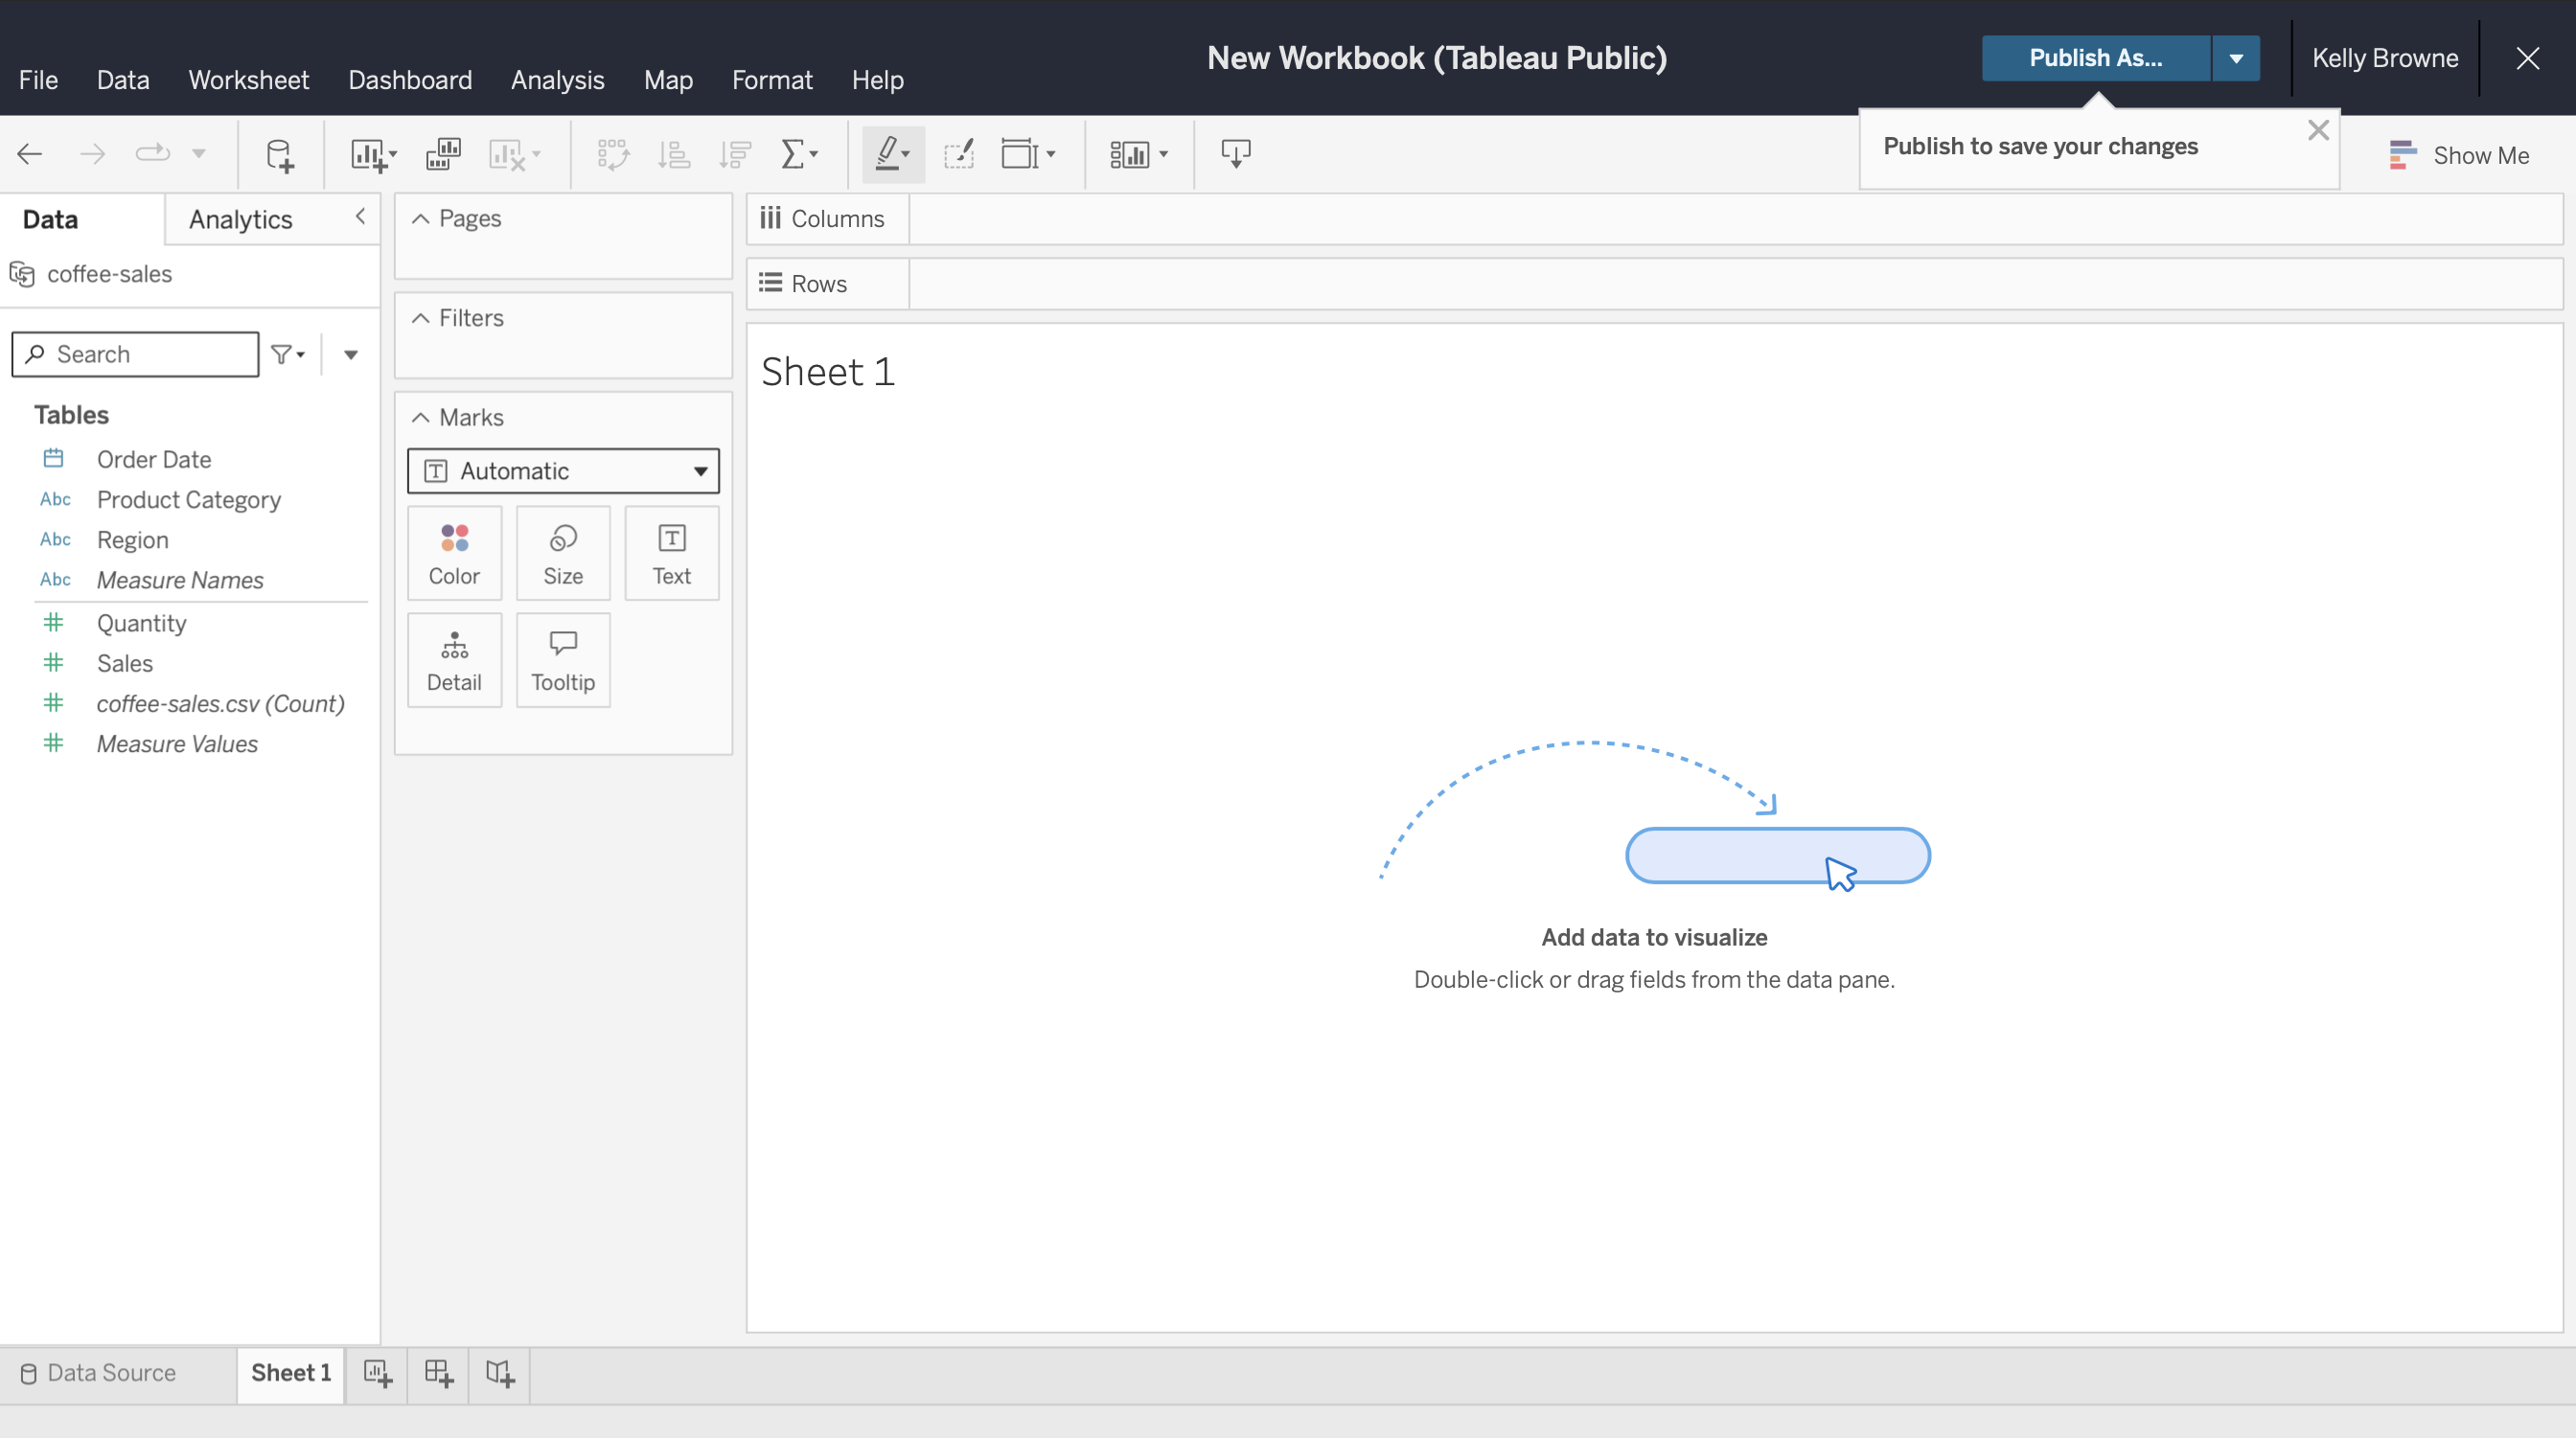 New Workbook (Tableau Public)
Publish As...
Kelly Browne
File Data Worksheet Dashboard Analysis Map Format Help
Publish to save your changes
Show Me
Data Analytics
coffee-sales
Search
Tables
Order Date
Abc Product Category
Abc Region
Abc Measure Names
Quantity
Sales
coffee-sales.csv (Count)
Measure Values
Pages
Filters
Marks
T Automatic
Color Size T Text
Detail Tooltip
Columns
Rows
Sheet 1
Add data to visualize
Double-click or drag fields from the data pane.
Data Source Sheet 1